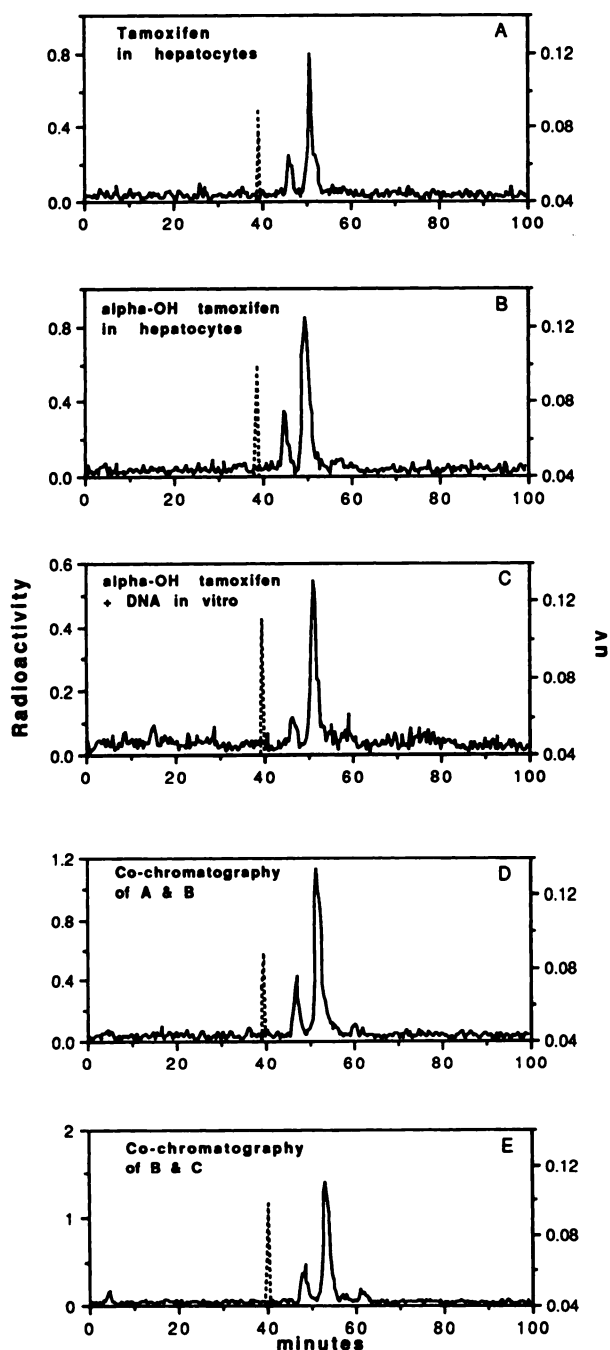 Tamoxifen
in hepatocytes
A
0.8
0.4
0.0
0.12
0.08
0.04
0 20 40 60 80 100
alpha-OH tamoxifen
in hepatocytes
B
0.8
0.4
0.0
0.12
0.08
0.04
0 20 40 60 80 100
alpha-OH tamoxifen
+ DNA in vitro
C
0.6
0.4
0.2
0.0
0.12
0.08
0.04
0 20 40 60 80 100
Radioactivity
uv
Co-chromatography
of A & B
D
1.2
0.8
0.4
0.0
0.12
0.08
0.04
0 20 40 60 80 100
Co-chromatography
of B & C
E
2
1
0
0.12
0.08
0.04
0 20 40 60 80 100
minutes